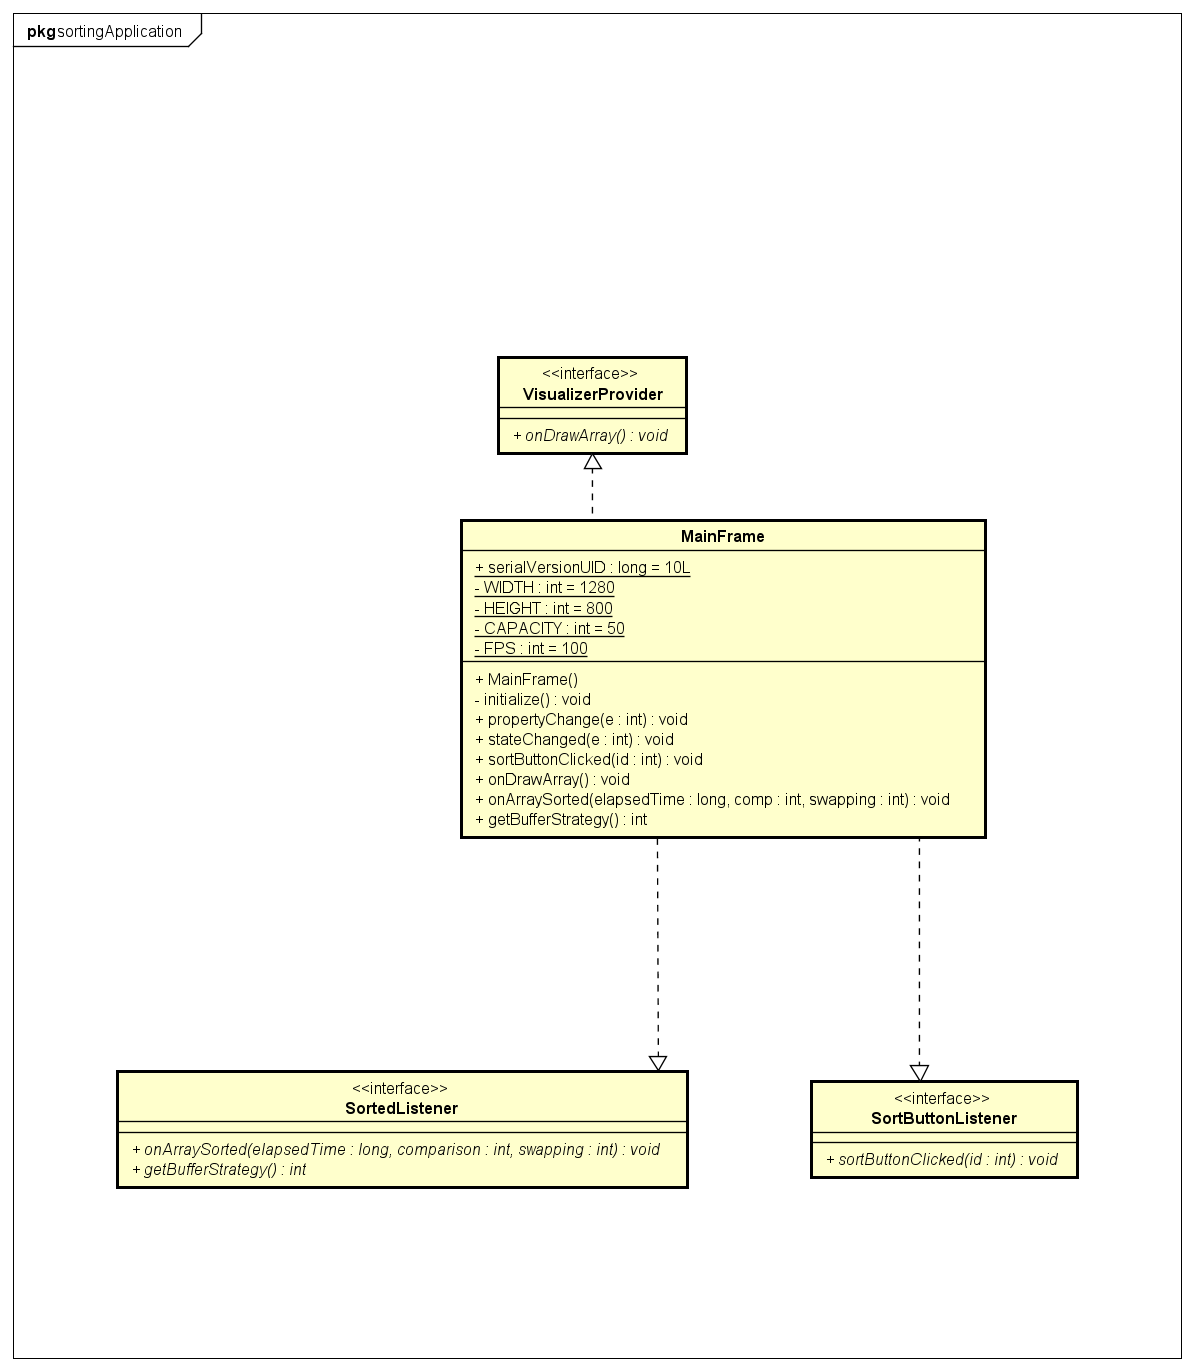 pkg sortingApplication
<<interface>>
VisualizerProvider
+ onDrawArray() : void
MainFrame
+ serialVersionUID : long = 10L
- WIDTH : int = 1280
- HEIGHT : int = 800
- CAPACITY : int = 50
- FPS : int = 100
+ MainFrame()
- initialize() : void
+ propertyChange(e : int) : void
+ stateChanged(e : int) : void
+ sortButtonClicked(id : int) : void
+ onDrawArray() : void
+ onArraySorted(elapsedTime : long, comp : int, swapping : int) : void
+ getBufferStrategy() : int
<<interface>>
SortedListener
+ onArraySorted(elapsedTime : long, comparison : int, swapping : int) : void
+ getBufferStrategy() : int
<<interface>>
SortButtonListener
+ sortButtonClicked(id : int) : void